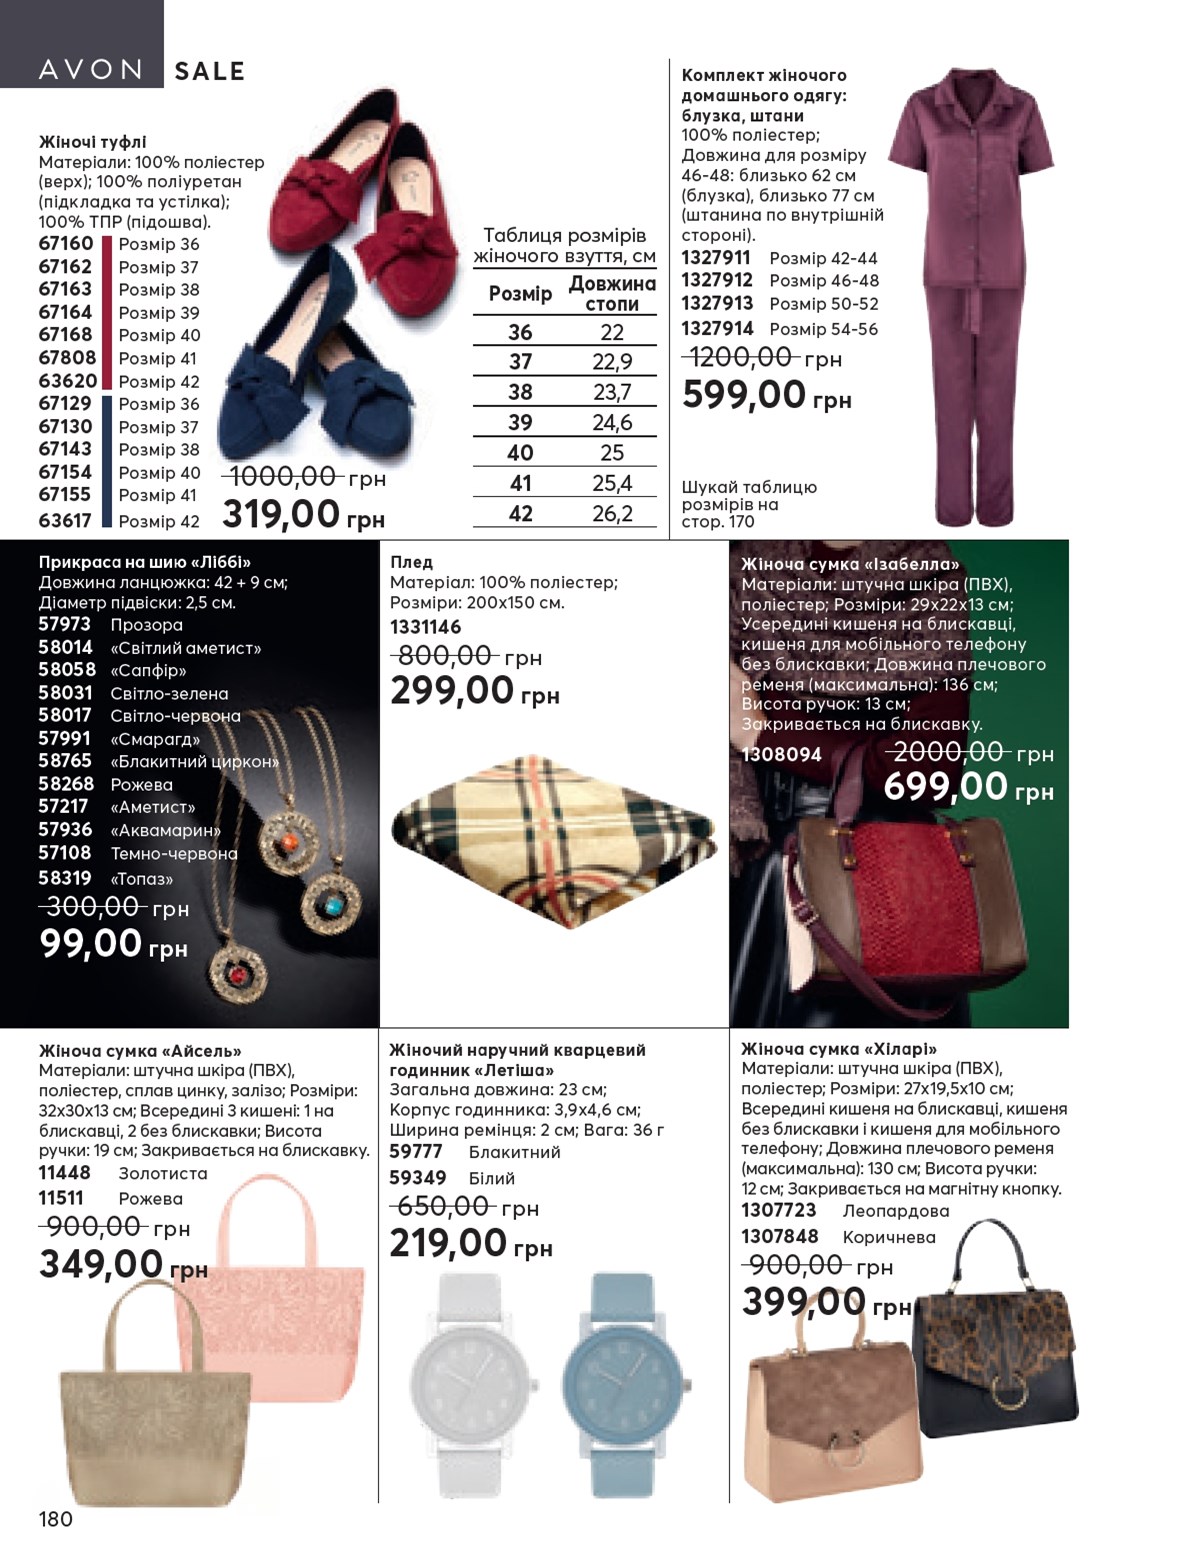 AVON SALE
Жіночі туфлі
Матеріали: 100% поліестер
(верх); 100% поліуретан
(підкладка та устілка);
100% ТПР (підошва).
67160 Розмір 36
67162 Розмір 37
67163 Розмір 38
67164 Розмір 39
67168 Розмір 40
67808 Розмір 41
63620 Розмір 42
67129 Розмір 36
67130 Розмір 37
67143 Розмір 38
67154 Розмір 40
67155 Розмір 41
63617 Розмір 42
1000,00 грн
319,00 грн
Таблиця розмірів
жіночого взуття, см
Розмір Довжина стопи
36 22
37 22,9
38 23,7
39 24,6
40 25
41 25,4
42 26,2
Комплект жіночого
домашнього одягу:
блузка, штани
100% поліестер;
Довжина для розміру
46-48: близько 62 см
(блузка), близько 77 см
(штанина по внутрішній
стороні).
1327911 Розмір 42-44
1327912 Розмір 46-48
1327913 Розмір 50-52
1327914 Розмір 54-56
1200,00 грн
599,00 грн
Шукай таблицю
розмірів на
стор. 170
Прикраса на шию «Ліббі»
Довжина ланцюжка: 42 + 9 см;
Діаметр підвіски: 2,5 см.
57973 Прозора
58014 «Світлий аметист»
58058 «Сапфір»
58031 Світло-зелена
58017 Світло-червона
57991 «Смарагд»
58765 «Блакитний циркон»
58268 Рожева
57217 «Аметист»
57936 «Аквамарин»
57108 Темно-червона
58319 «Топаз»
300,00 грн
99,00 грн
Плед
Матеріал: 100% поліестер;
Розміри: 200х150 см.
1331146
800,00 грн
299,00 грн
Жіноча сумка «Ізабелла»
Матеріали: штучна шкіра (ПВХ),
поліестер; Розміри: 29х22х13 см;
Усередині кишеня на блискавці,
кишеня для мобільного телефону
без блискавки; Довжина плечового
ременя (максимальна): 136 см;
Висота ручок: 13 см;
Закривається на блискавку.
1308094 2000,00 грн
699,00 грн
Жіноча сумка «Айсель»
Матеріали: штучна шкіра (ПВХ),
поліестер, сплав цинку, залізо; Розміри:
32х30х13 см; Всередині 3 кишені: 1 на
блискавці, 2 без блискавки; Висота
ручки: 19 см; Закривається на блискавку.
11448 Золотиста
11511 Рожева
900,00 грн
349,00 грн
Жіночий наручний кварцевий
годинник «Летіша»
Загальна довжина: 23 см;
Корпус годинника: 3,9х4,6 см;
Ширина ремінця: 2 см; Вага: 36 г
59777 Блакитний
59349 Білий
650,00 грн
219,00 грн
Жіноча сумка «Хіларі»
Матеріали: штучна шкіра (ПВХ),
поліестер; Розміри: 27х19,5х10 см;
Всередині кишеня на блискавці, кишеня
без блискавки і кишеня для мобільного
телефону; Довжина плечового ременя
(максимальна): 130 см; Висота ручки:
12 см; Закривається на магнітну кнопку.
1307723 Леопардова
1307848 Коричнева
900,00 грн
399,00 грн
180